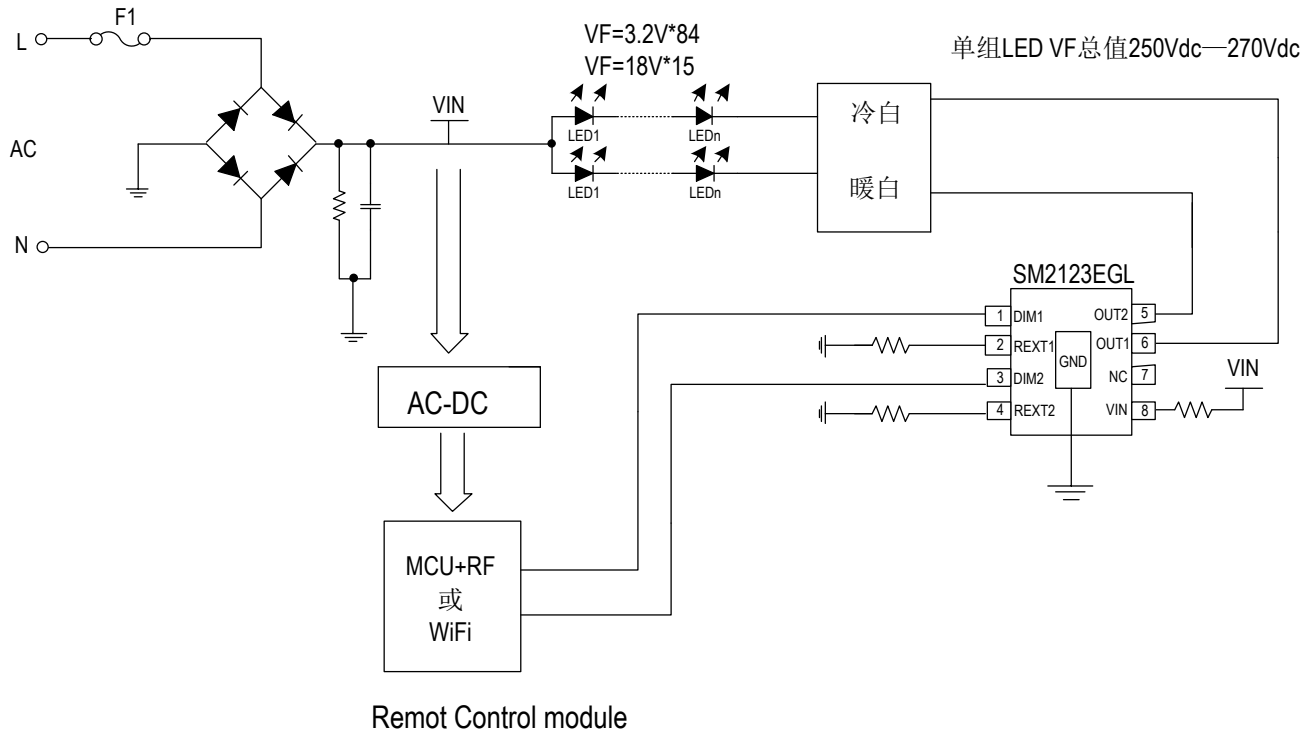 F1
L
AC
N
VIN
VF=3.2V*84
VF=18V*15
LED1
LEDn
LED1
LEDn
冷白
暖白
单组LED VF总值250Vdc—270Vdc
SM2123EGL
1 DIM1
2 REXT1
3 DIM2
4 REXT2
GND
OUT2 5
OUT1 6
NC 7
VIN 8
VIN
AC-DC
MCU+RF
或
WiFi
Remot Control module